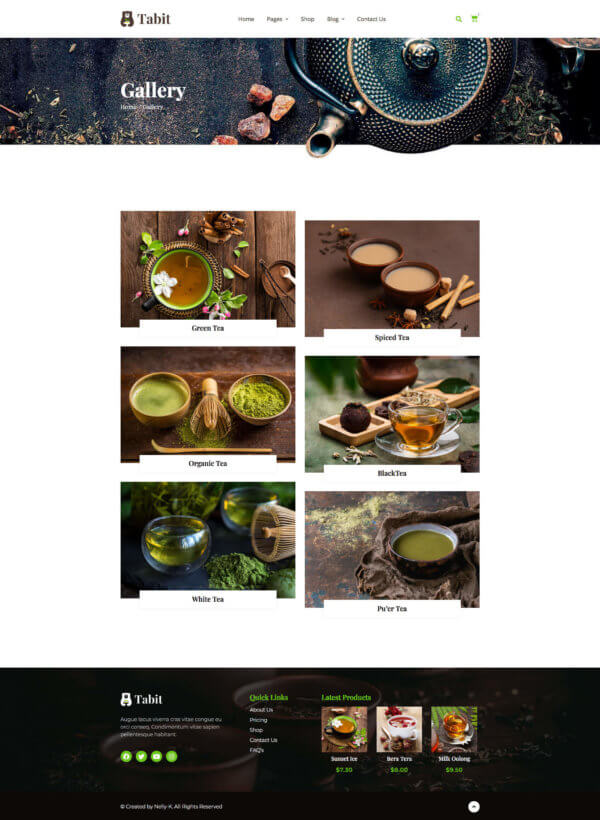 Tabit
Home Pages Shop Blog Contact Us
Gallery
Home / Gallery
Green Tea
Spiced Tea
Organic Tea
BlackTea
White Tea
Pu'er Tea
Tabit
Augue lacus viverra cras vitae congue eu
orci conseq. Condimentum vitae sapien
pellentesque habitant.
Quick Links
About Us
Pricing
Shop
Contact Us
FAQ's
Latest Products
Sunset Ice
$7.30
Bers Ters
$8.00
Milk Oolong
$9.50
© Created by Nelly-K. All Rights Reserved